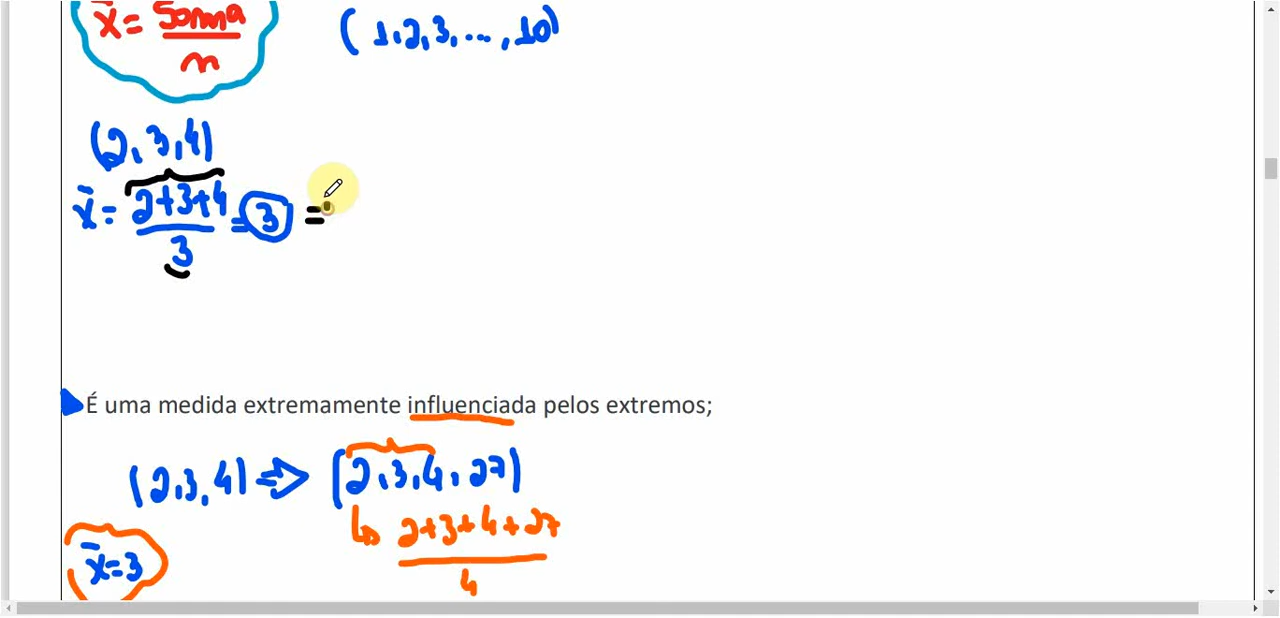 x̄ = Soma
n
(1,2,3,...,10)
(2,3,4)
x̄ = 2+3+4 = 3 =
3
É uma medida extremamente influenciada pelos extremos;
(2,3,4) => (2,3,4,27)
↳ 2+3+4+27
4
x̄=3